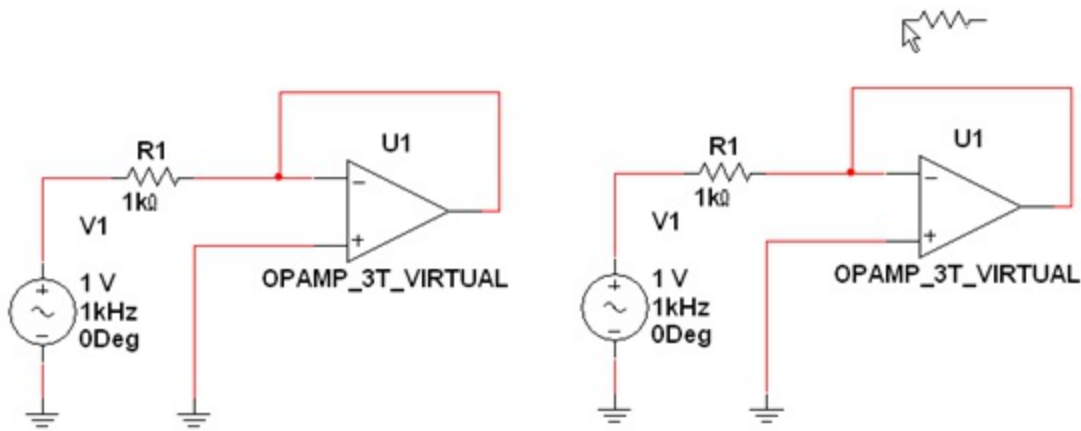 R1
1kΩ
U1
V1
OPAMP_3T_VIRTUAL
1 V
1kHz
0Deg
R1
1kΩ
U1
V1
OPAMP_3T_VIRTUAL
1 V
1kHz
0Deg